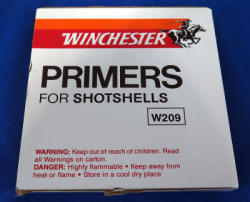 WINCHESTER
PRIMERS
FOR SHOTSHELLS
W209
WARNING: Keep out of reach of children. Read
all Warnings on carton.
DANGER: Highly flammable • Keep away from
heat or flame • Store in a cool dry place